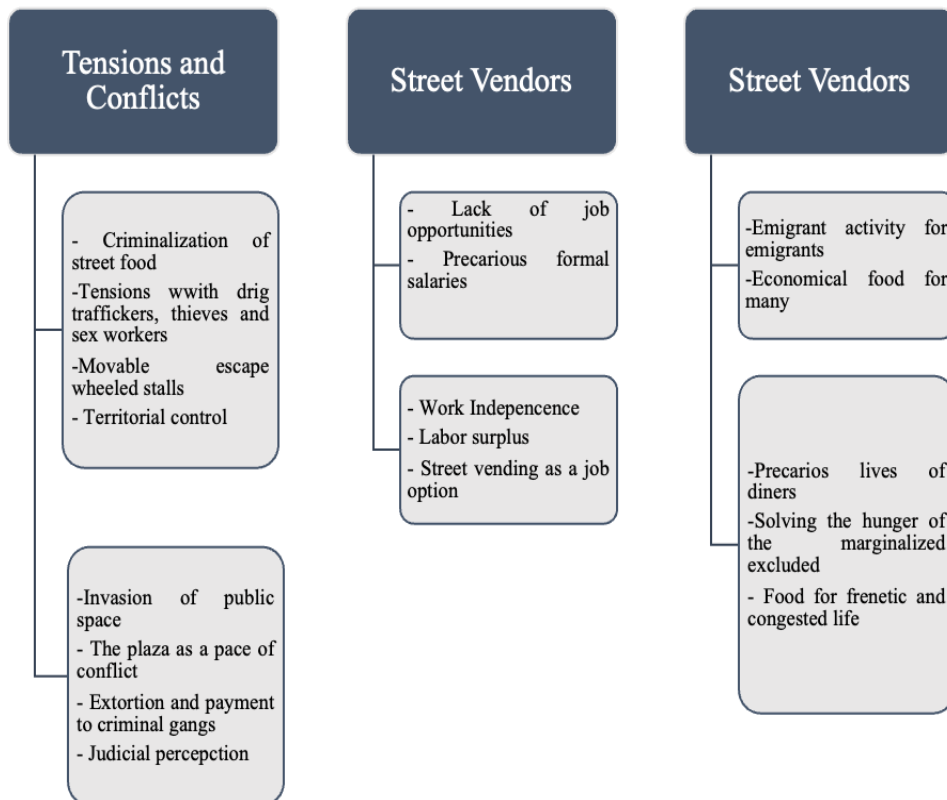 Tensions and
Conflicts
- Criminalization of
street food
-Tensions wwith drig
traffickers, thieves and
sex workers
-Movable escape
wheeled stalls
- Territorial control
-Invasion of public
space
- The plaza as a pace of
conflict
- Extortion and payment
to criminal gangs
- Judicial percepction
Street Vendors
- Lack of job
opportunities
- Precarious formal
salaries
- Work Indepencence
- Labor surplus
- Street vending as a job
option
Street Vendors
-Emigrant activity for
emigrants
-Economical food for
many
-Precarios lives of
diners
-Solving the hunger of
the marginalized
excluded
- Food for frenetic and
congested life